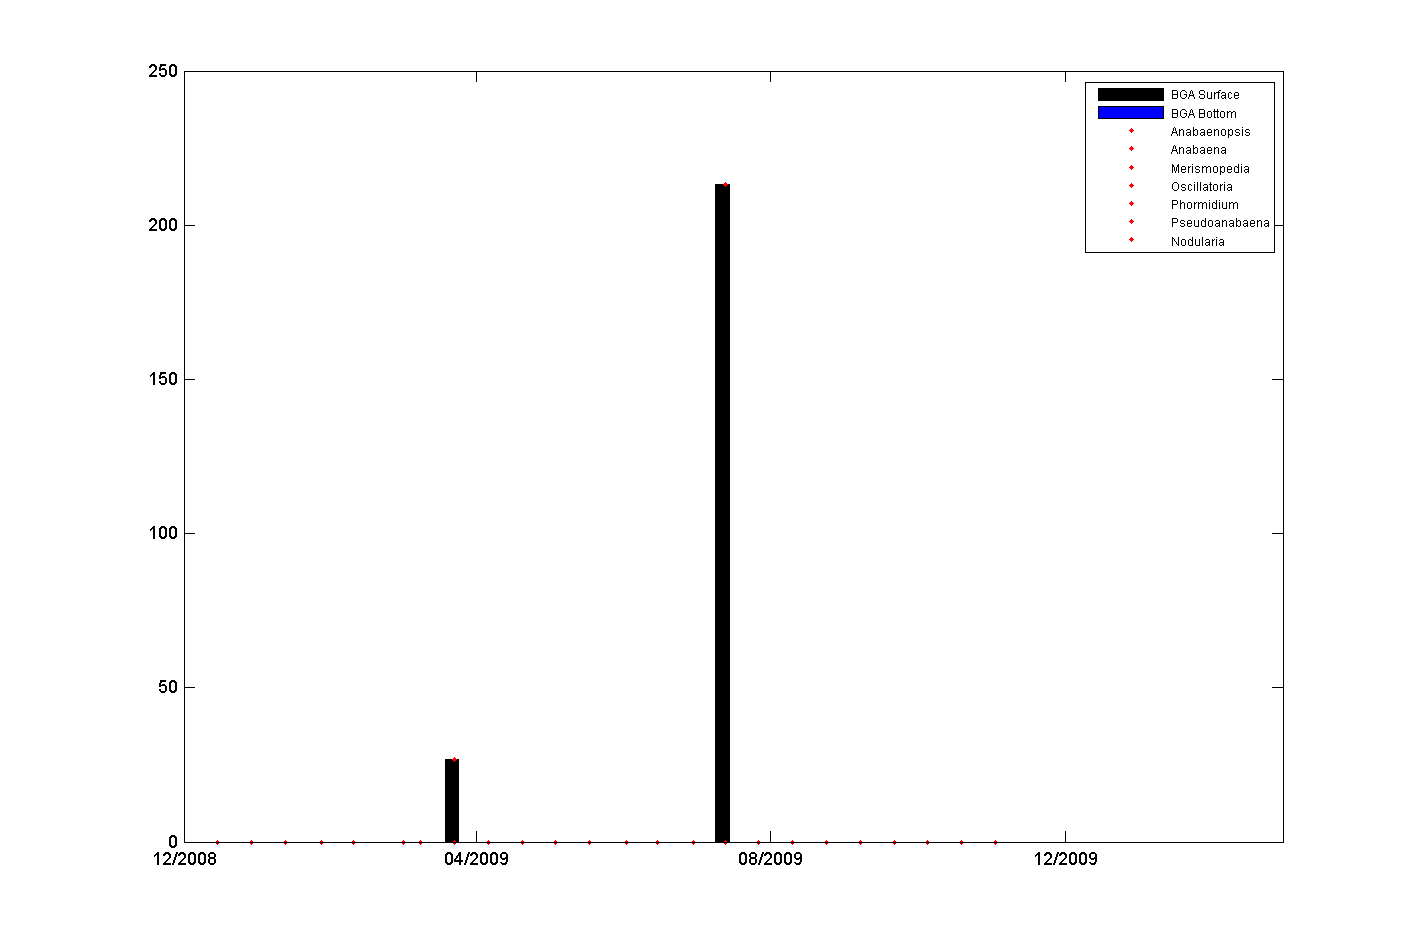 250
200
150
100
50
0
12/2008
04/2009
08/2009
12/2009
BGA Surface
BGA Bottom
Anabaenopsis
Anabaena
Merismopedia
Oscillatoria
Phormidium
Pseudoanabaena
Nodularia